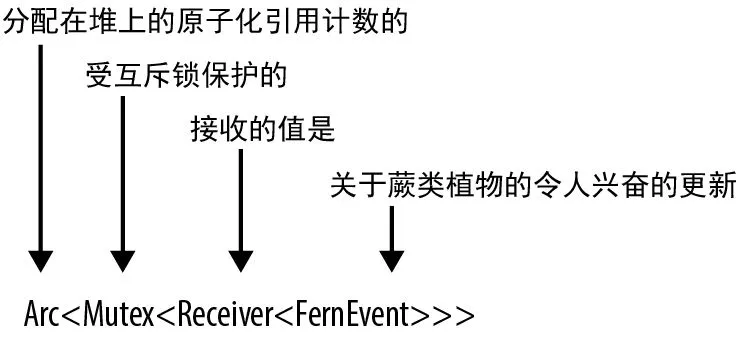 分配在堆上的原子化引用计数的
受互斥锁保护的
接收的值是
关于蕨类植物的令人兴奋的更新
Arc<Mutex<Receiver<FernEvent>>>